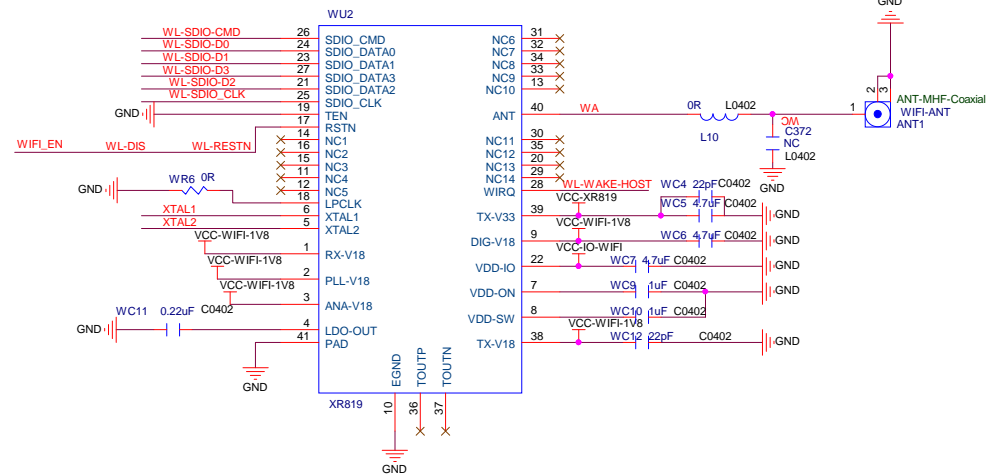 WU2
GND
WL-SDIO-CMD 26 SDIO_CMD
WL-SDIO-D0 24 SDIO_DATA0
WL-SDIO-D1 23 SDIO_DATA1
WL-SDIO-D3 27 SDIO_DATA3
WL-SDIO-D2 21 SDIO_DATA2
WL-SDIO_CLK 25 SDIO_CLK
GND 19 TEN
17 RSTN
WIFI_EN WL-DIS WL-RESTN
14 NC1
16 NC2
15 NC3
11 NC4
12 NC5
GND WR6 0R 18 LPCLK
XTAL1 6 XTAL1
XTAL2 5 XTAL2
VCC-WIFI-1V8 1 RX-V18
VCC-WIFI-1V8 2 PLL-V18
VCC-WIFI-1V8 3 ANA-V18
WC11 0.22uF C0402
GND 4 LDO-OUT
41 PAD
GND
NC6 31
NC7 32
NC8 34
NC9 33
NC10 13
ANT 40 WA 0R L0402 L10
WC C372 NC L0402
GND
1 2 3 ANT-MHF-Coaxial
WIFI-ANT
ANT1
NC11 30
NC12 35
NC13 20
NC14 29
WIRQ 28 WL-WAKE-HOST
WC4 22pF C0402
VCC-XR819
TX-V33 39 WC5 4.7uF C0402 GND
VCC-WIFI-1V8
DIG-V18 9 WC6 4.7uF C0402 GND
VCC-IO-WIFI
VDD-IO 22 WC7 4.7uF C0402 GND
VDD-ON 7 WC9 1uF C0402 GND
VDD-SW 8 WC10 1uF C0402
VCC-WIFI-1V8
TX-V18 38 WC12 22pF C0402 GND
EGND TOUTP TOUTN
XR819
10 36 37
GND